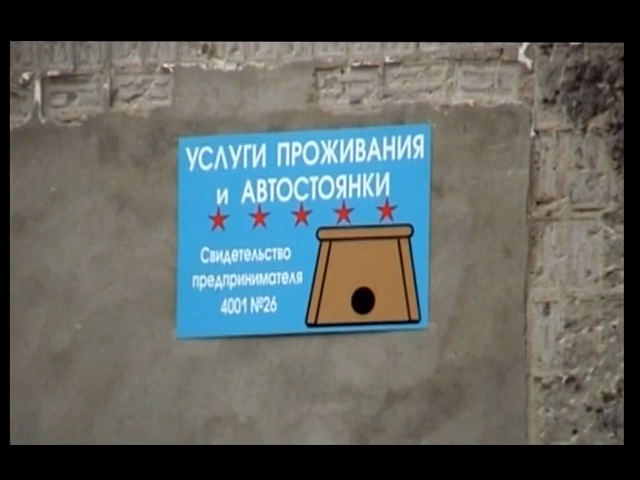 УСЛУГИ ПРОЖИВАНИЯ
и АВТОСТОЯНКИ
Свидетельство
предпринимателя
4001 №26